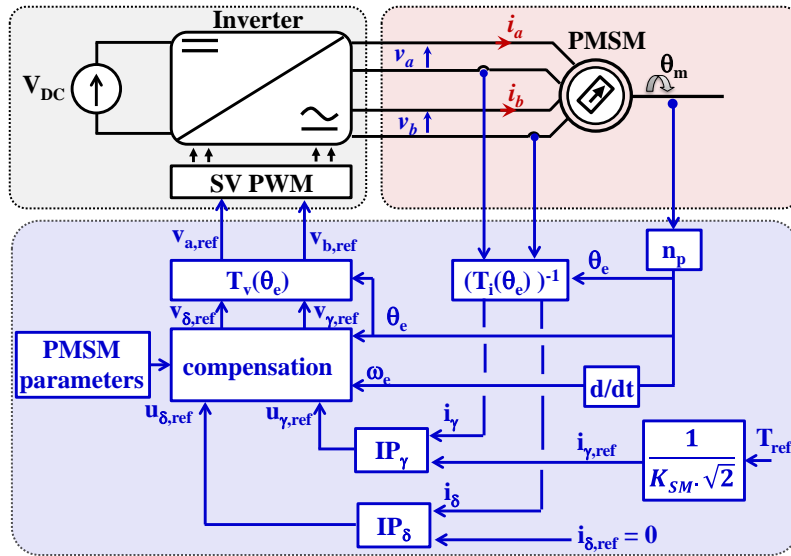 Inverter
i_a
PMSM
v_a
θ_m
V_DC
i_b
v_b
SV PWM
v_a,ref
v_b,ref
n_p
T_v(θ_e)
(T_i(θ_e) )^-1
θ_e
v_δ,ref
v_γ,ref
θ_e
PMSM
parameters
compensation
ω_e
d/dt
u_δ,ref
u_γ,ref
i_γ
IP_γ
i_γ,ref
1
K_SM.√2
T_ref
i_δ
IP_δ
i_δ,ref = 0